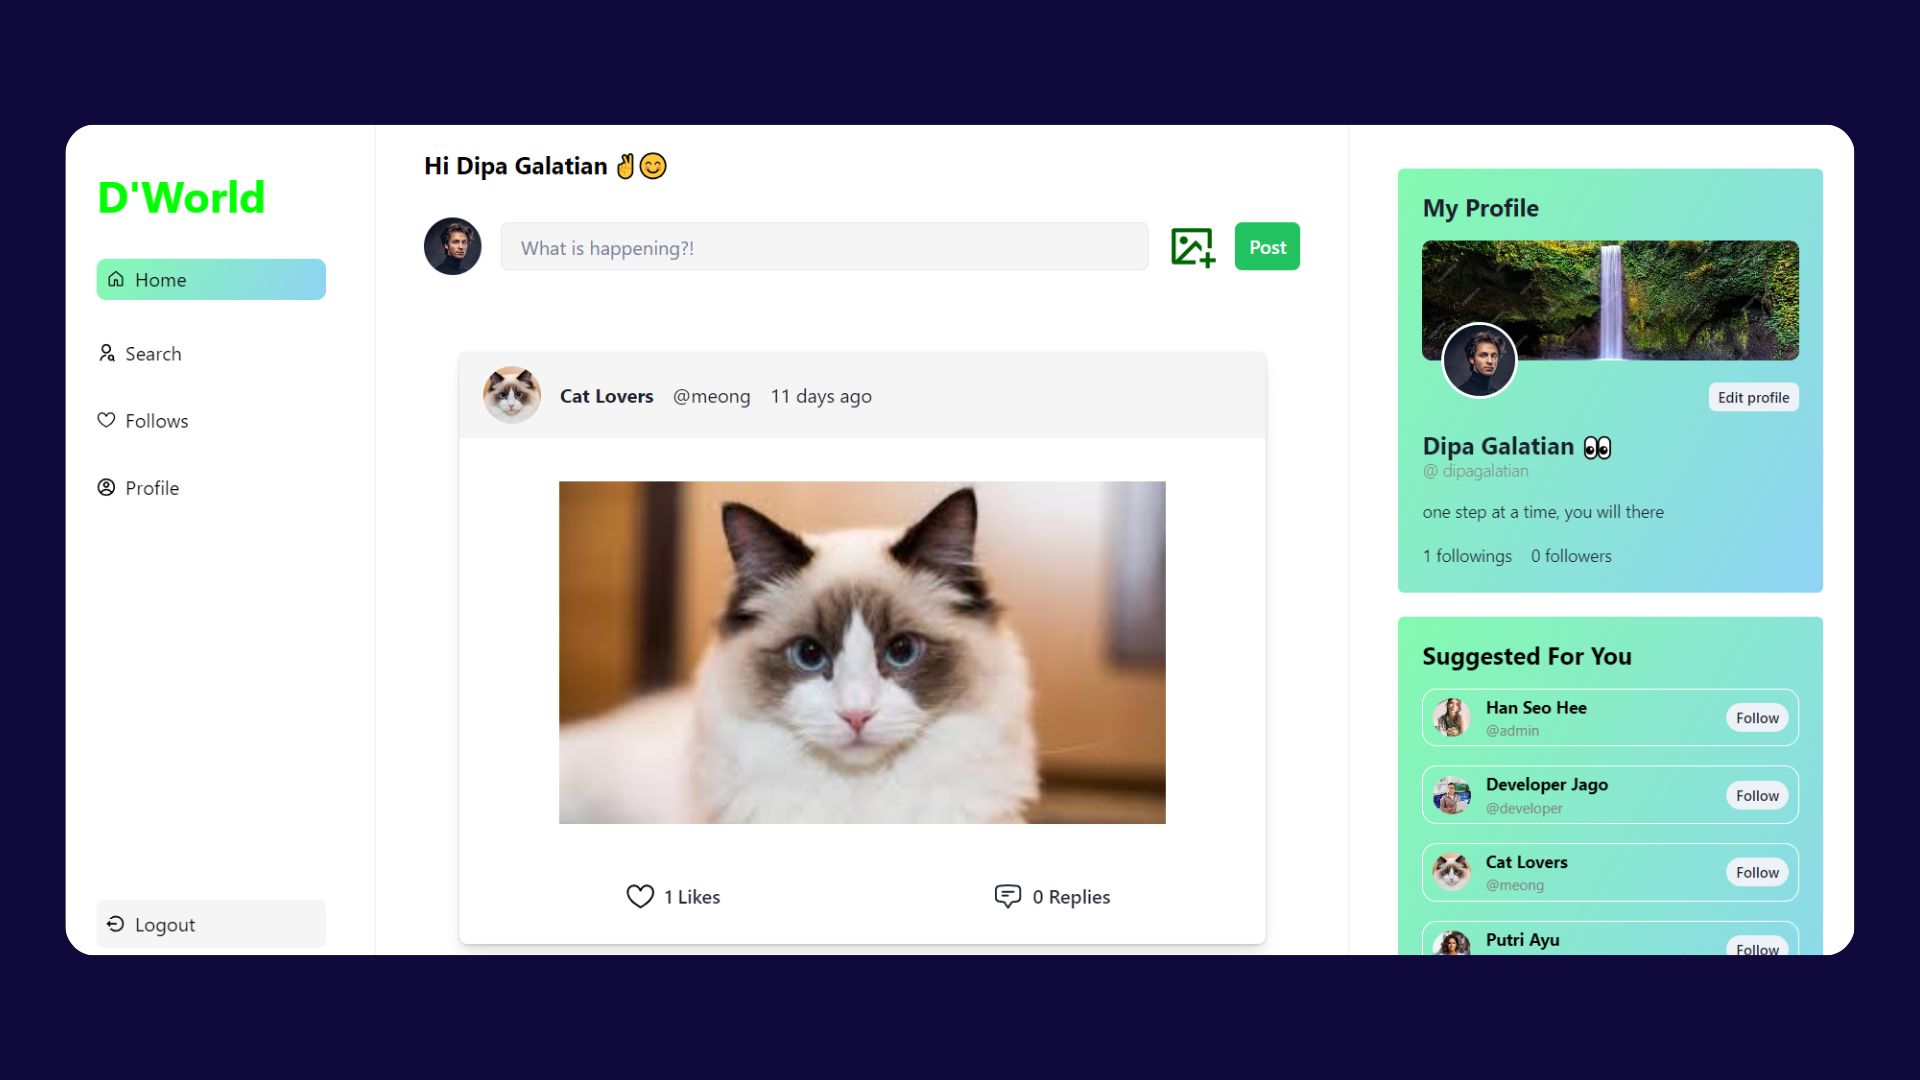 D'World
Home
Search
Follows
Profile
Logout
Hi Dipa Galatian ✌😊
What is happening?!
Post
Cat Lovers @meong 11 days ago
1 Likes
0 Replies
My Profile
Edit profile
Dipa Galatian 👀
@ dipagalatian
one step at a time, you will there
1 followings 0 followers
Suggested For You
Han Seo Hee
@admin
Follow
Developer Jago
@developer
Follow
Cat Lovers
@meong
Follow
Putri Ayu
Follow